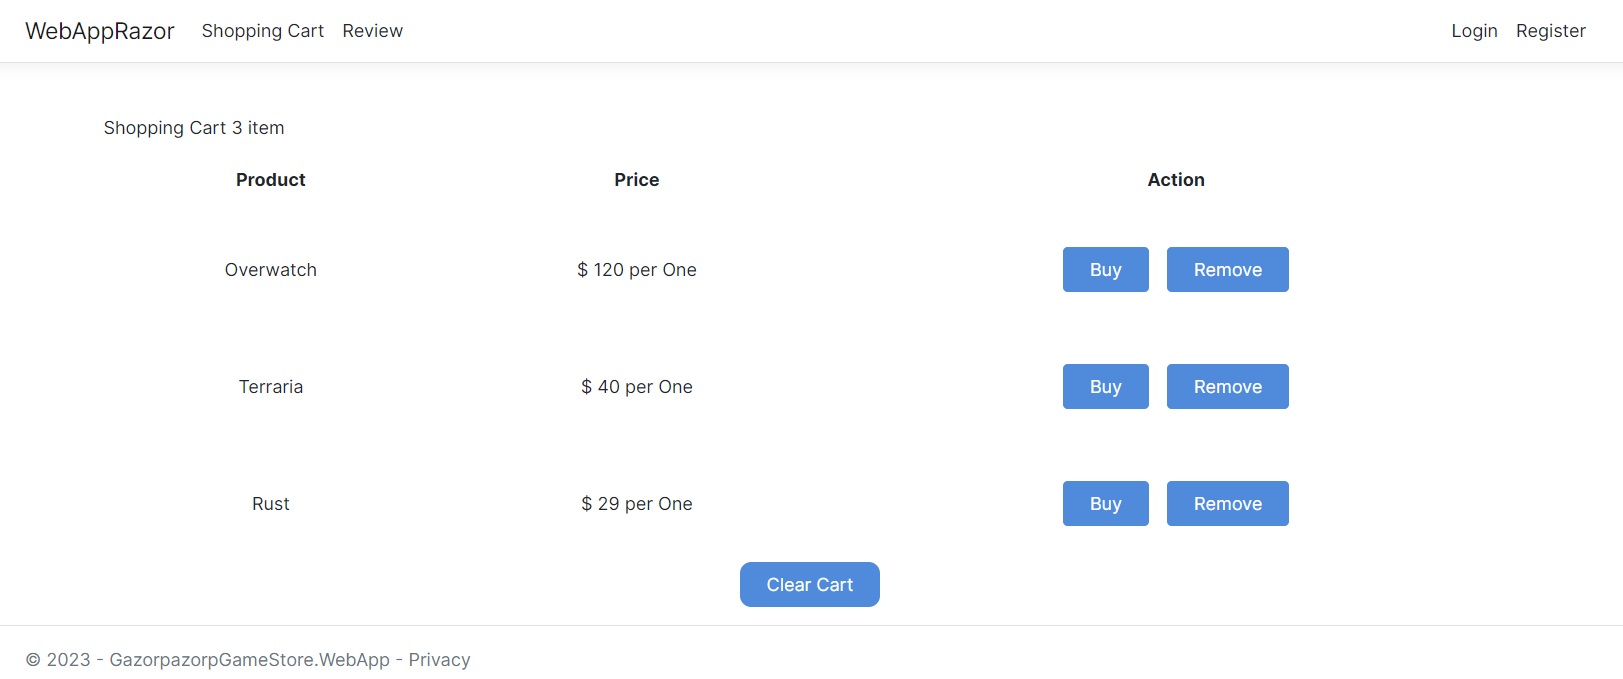 WebAppRazor Shopping Cart Review Login Register
Shopping Cart 3 item
Product Price Action
Overwatch $ 120 per One Buy Remove
Terraria $ 40 per One Buy Remove
Rust $ 29 per One Buy Remove
Clear Cart
© 2023 - GazorpazorpGameStore.WebApp - Privacy